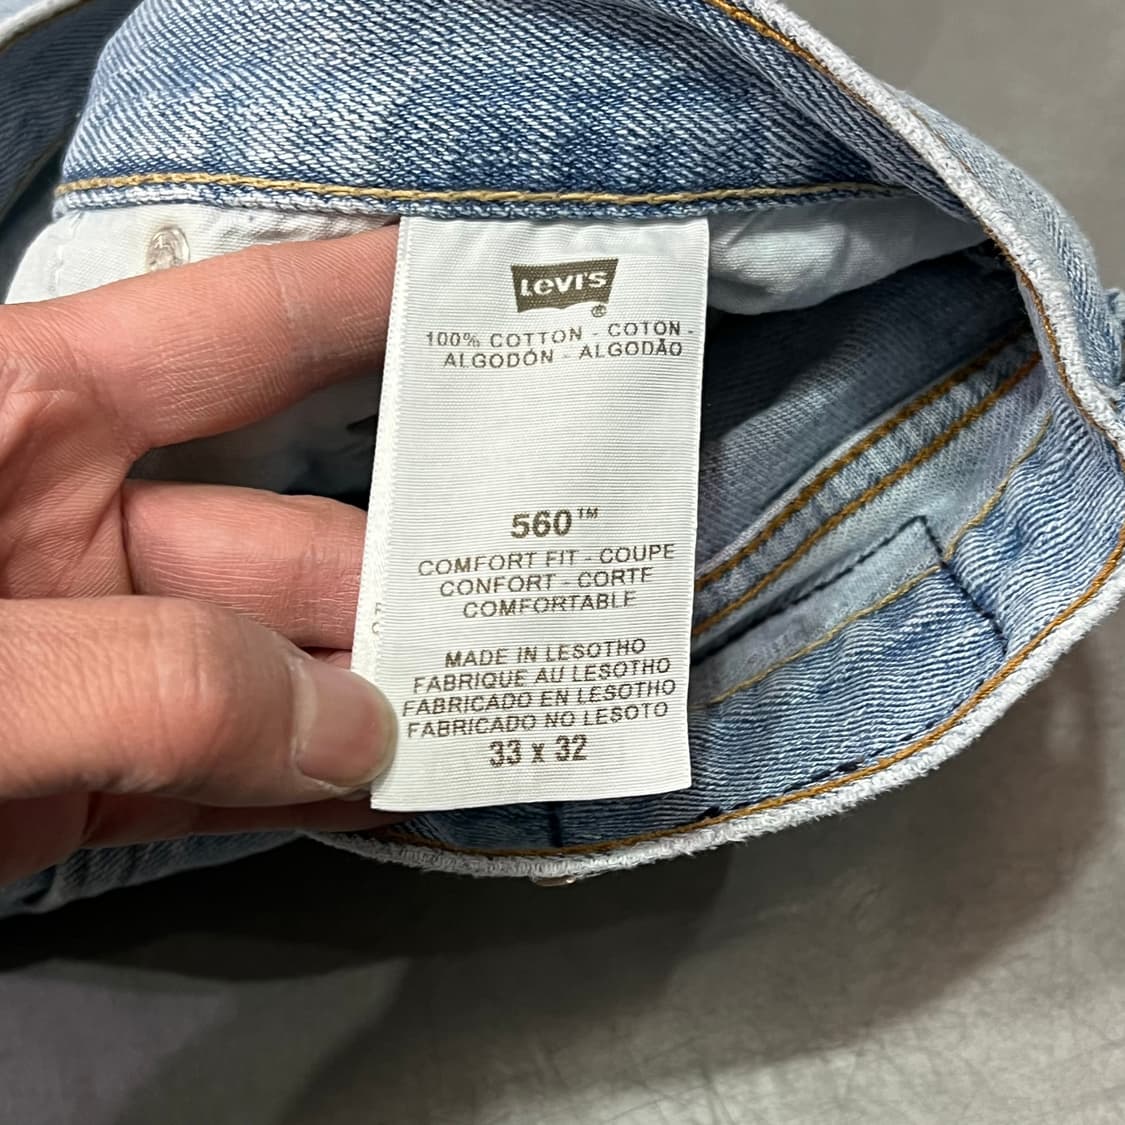 Levi's
®
100% COTTON - COTON -
ALGODÓN - ALGODÃO
560™
COMFORT FIT - COUPE
CONFORT - CORTE
COMFORTABLE
MADE IN LESOTHO
FABRIQUE AU LESOTHO
FABRICADO EN LESOTHO
FABRICADO NO LESOTO
33 x 32